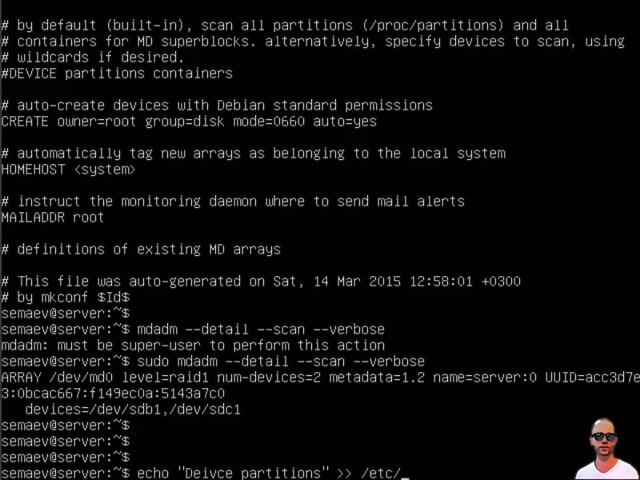 # by default (built-in), scan all partitions (/proc/partitions) and all
# containers for MD superblocks. alternatively, specify devices to scan, using
# wildcards if desired.
#DEVICE partitions containers
# auto-create devices with Debian standard permissions
CREATE owner=root group=disk mode=0660 auto=yes
# automatically tag new arrays as belonging to the local system
HOMEHOST <system>
# instruct the monitoring daemon where to send mail alerts
MAILADDR root
# definitions of existing MD arrays
# This file was auto-generated on Sat, 14 Mar 2015 12:58:01 +0300
# by mkconf $Id$
semaev@server:~$
semaev@server:~$ mdadm --detail --scan --verbose
mdadm: must be super-user to perform this action
semaev@server:~$ sudo mdadm --detail --scan --verbose
ARRAY /dev/md0 level=raid1 num-devices=2 metadata=1.2 name=server:0 UUID=acc3d7e
3:0bcac667:f149ec0a:5143a7c0
devices=/dev/sdb1,/dev/sdc1
semaev@server:~$
semaev@server:~$
semaev@server:~$
semaev@server:~$ echo "Deivce partitions" >> /etc/_